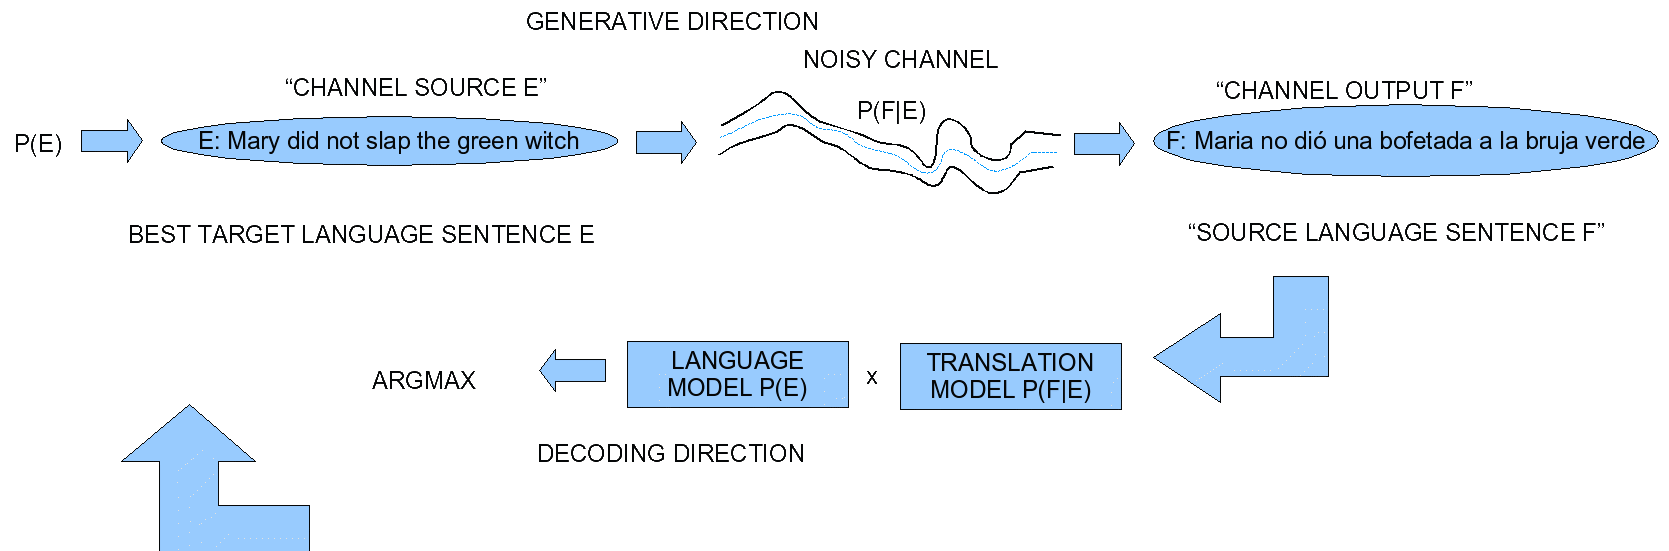 GENERATIVE DIRECTION
NOISY CHANNEL
“CHANNEL SOURCE E”
P(F|E)
“CHANNEL OUTPUT F”
P(E)
E: Mary did not slap the green witch
F: Maria no dió una bofetada a la bruja verde
BEST TARGET LANGUAGE SENTENCE E
“SOURCE LANGUAGE SENTENCE F”
ARGMAX
LANGUAGE
MODEL P(E)
x
TRANSLATION
MODEL P(F|E)
DECODING DIRECTION